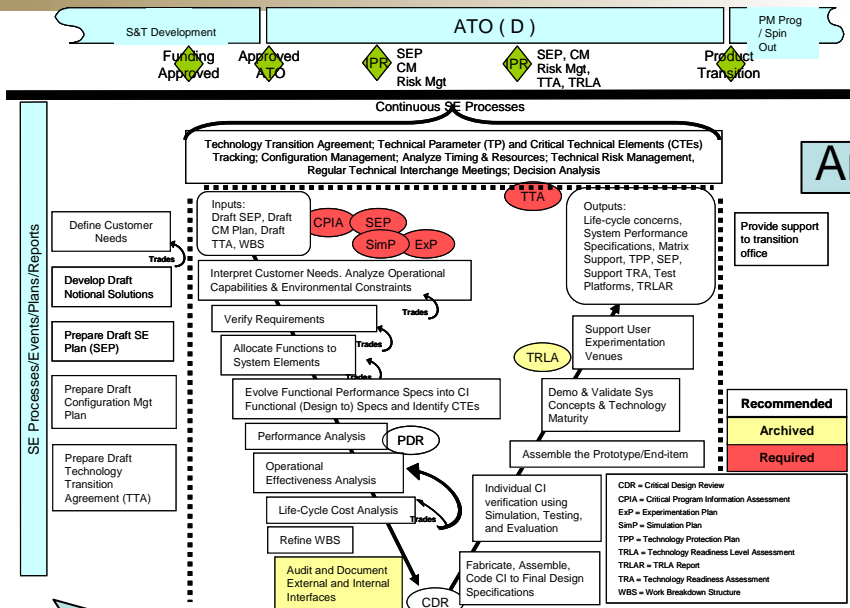 S&T Development
ATO ( D )
PM Prog
/ Spin
Out
Funding
Approved
Approved
ATO
IPR
SEP
CM
Risk Mgt
IPR
SEP, CM
Risk Mgt,
TTA, TRLA
Product
Transition
Continuous SE Processes
Technology Transition Agreement; Technical Parameter (TP) and Critical Technical Elements (CTEs)
Tracking; Configuration Management; Analyze Timing & Resources; Technical Risk Management,
Regular Technical Interchange Meetings; Decision Analysis
SE Processes/Events/Plans/Reports
Define Customer
Needs
Trades
Develop Draft
Notional Solutions
Prepare Draft SE
Plan (SEP)
Prepare Draft
Configuration Mgt
Plan
Prepare Draft
Technology
Transition
Agreement (TTA)
Inputs:
Draft SEP, Draft
CM Plan, Draft
TTA, WBS
CPIA
SEP
SimP
ExP
TTA
Interpret Customer Needs. Analyze Operational
Capabilities & Environmental Constraints
Trades
Verify Requirements
Trades
Allocate Functions to
System Elements
Trades
Evolve Functional Performance Specs into CI
Functional (Design to) Specs and Identify CTEs
Performance Analysis
PDR
Operational
Effectiveness Analysis
Life-Cycle Cost Analysis
Trades
Refine WBS
Audit and Document
External and Internal
Interfaces
CDR
Outputs:
Life-cycle concerns,
System Performance
Specifications, Matrix
Support, TPP, SEP,
Support TRA, Test
Platforms, TRLAR
Support User
Experimentation
Venues
TRLA
Demo & Validate Sys
Concepts & Technology
Maturity
Assemble the Prototype/End-item
Individual CI
verification using
Simulation, Testing,
and Evaluation
Fabricate, Assemble,
Code CI to Final Design
Specifications
Provide support
to transition
office
Recommended
Archived
Required
CDR = Critical Design Review
CPIA = Critical Program Information Assessment
ExP = Experimentation Plan
SimP = Simulation Plan
TPP = Technology Protection Plan
TRLA = Technology Readiness Level Assessment
TRLAR = TRLA Report
TRA = Technology Readiness Assessment
WBS = Work Breakdown Structure